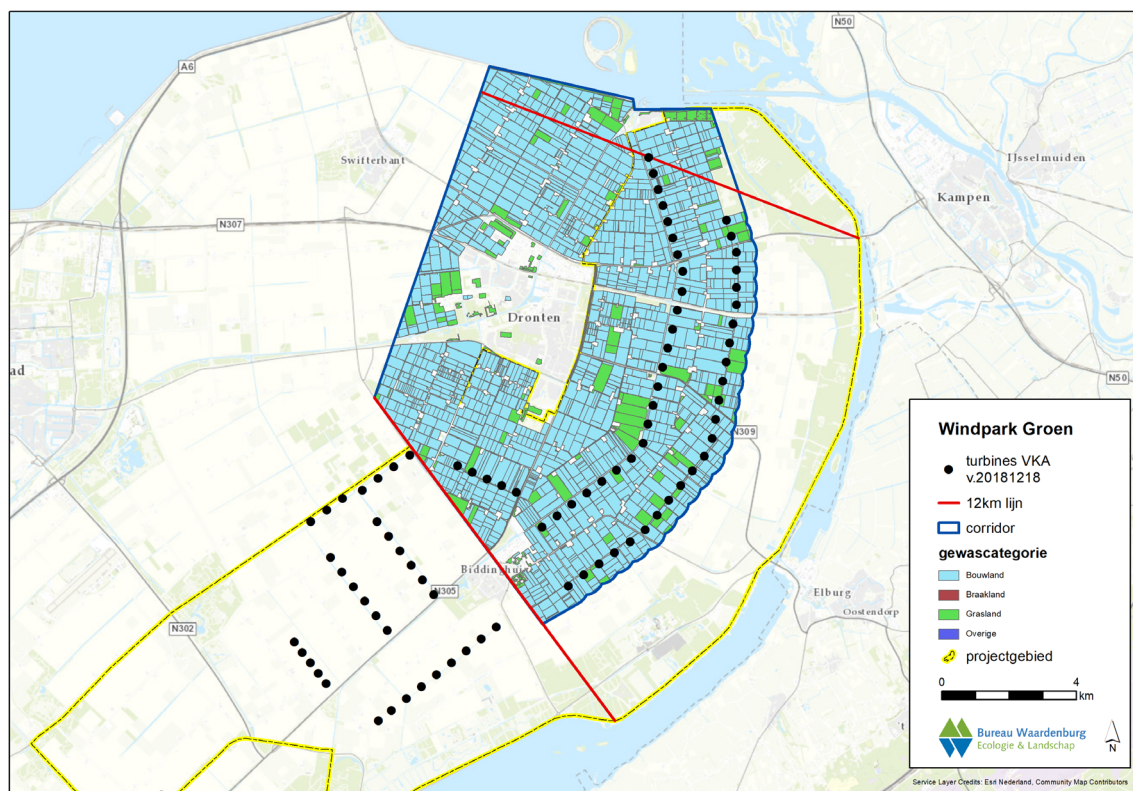 N50
A6
Swifterbant
IJsselmuiden
Kampen
N307
Dronten
ad
N50
N309
Windpark Groen
turbines VKA
v.20181218
12km lijn
corridor
gewascategorie
Bouwland
Braakland
Grasland
Overige
projectgebied
0 4
km
Biddinghui
N305
Elburg
Oostendorp
N302
Bureau Waardenburg
Ecologie & Landschap
N
Service Layer Credits: Esri Nederland, Community Map Contributors